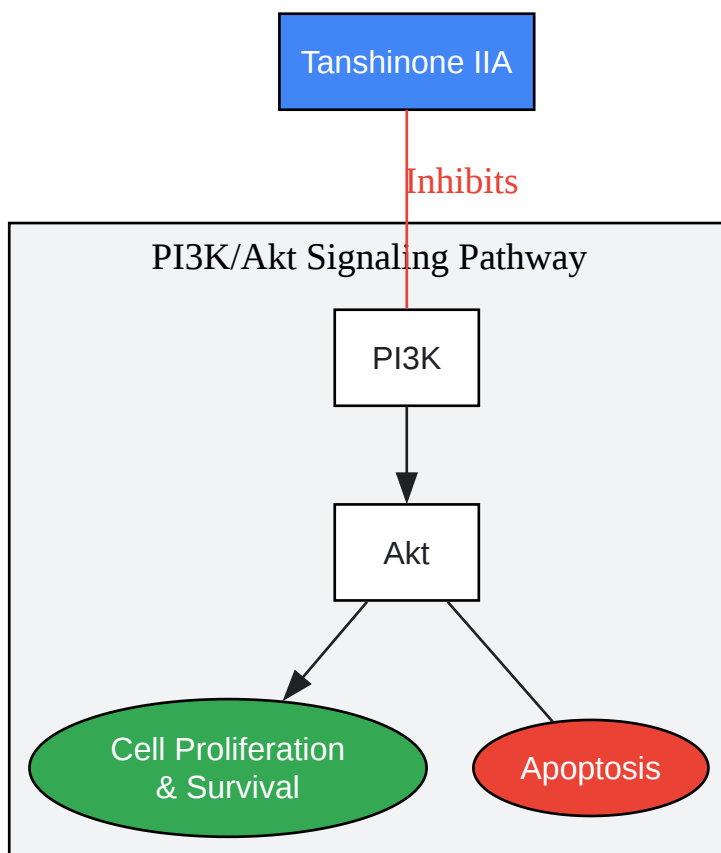 Tanshinone IIA
Inhibits
PI3K/Akt Signaling Pathway
PI3K
Akt
Cell Proliferation
& Survival
Apoptosis